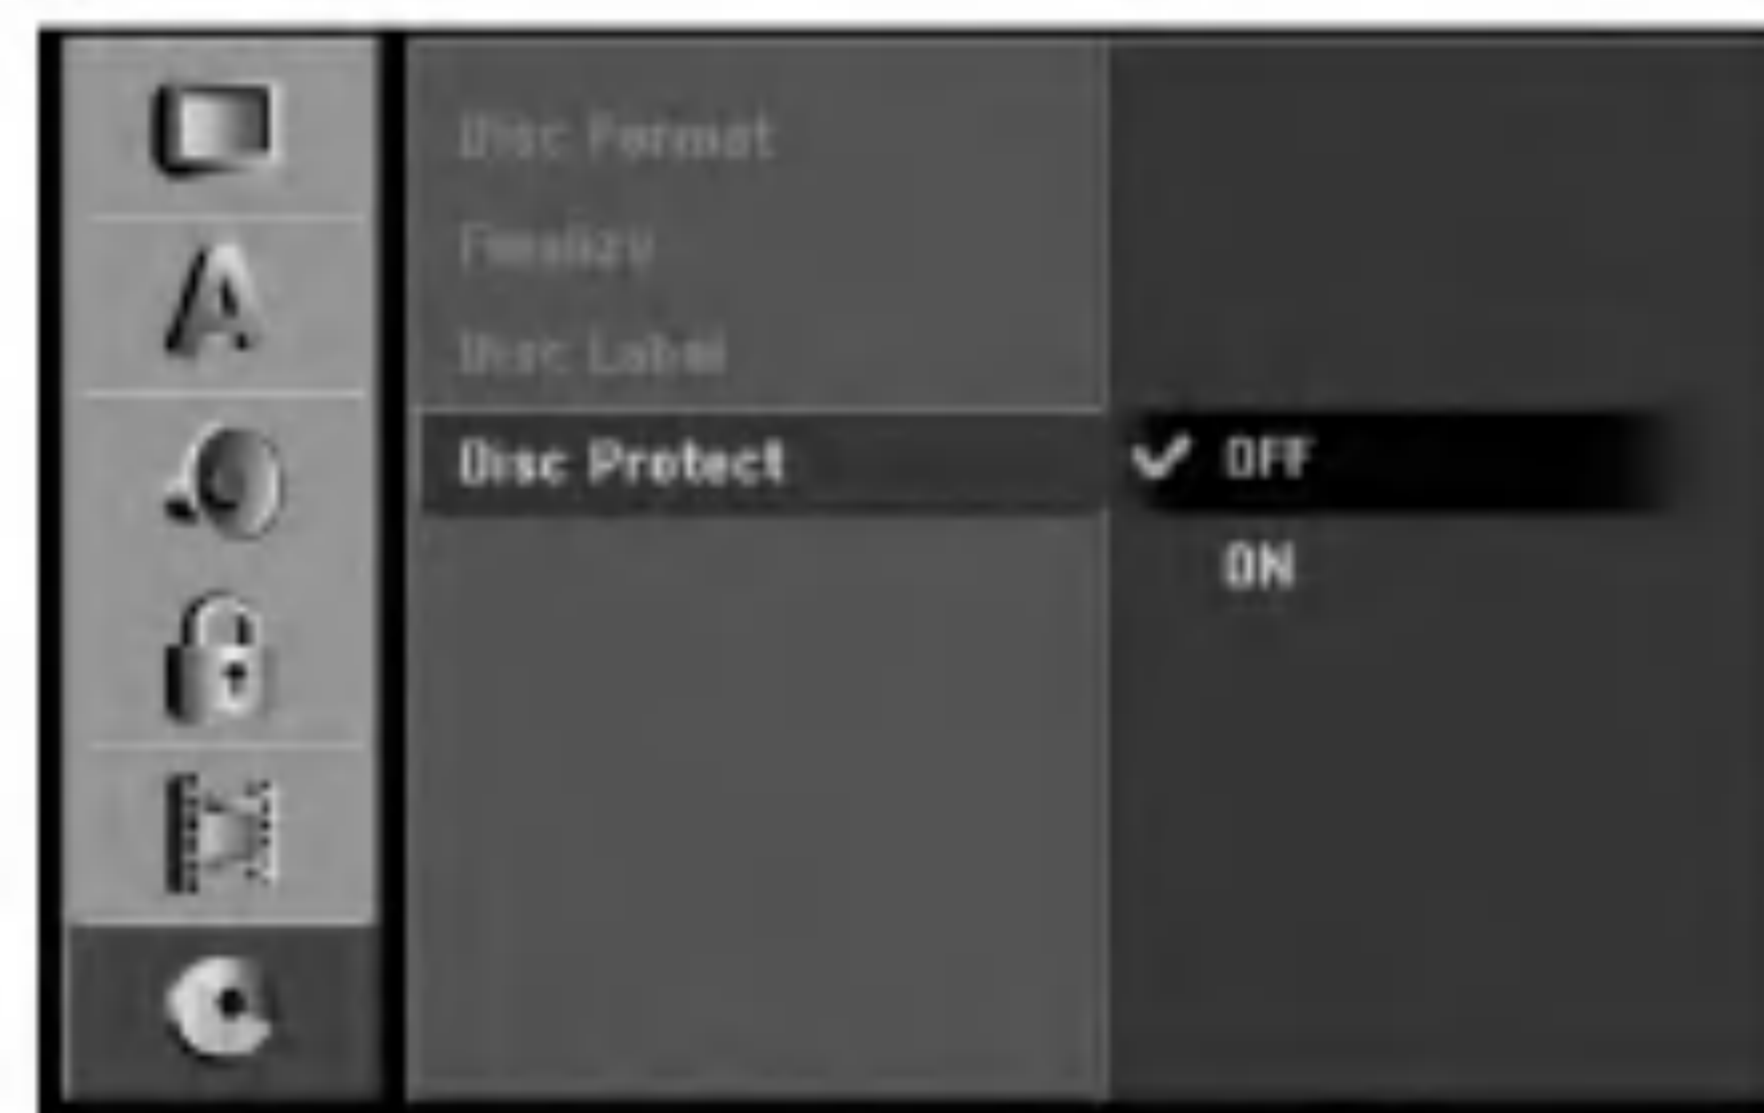 Disc Format
Finalize
Disc Label
Disc Protect
OFF
ON